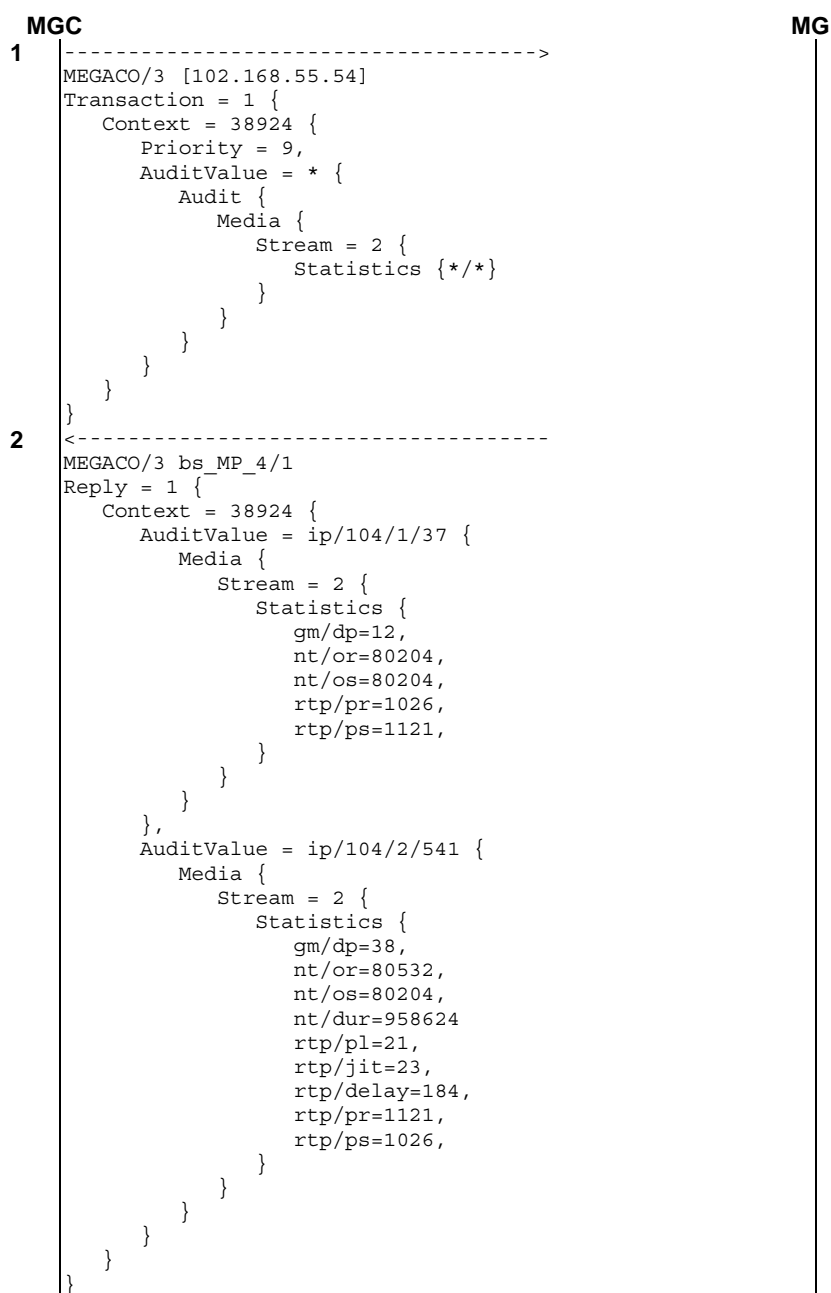 MGC MG
1 ------------------------------------->
MEGACO/3 [102.168.55.54]
Transaction = 1 {
Context = 38924 {
Priority = 9,
AuditValue = * {
Audit {
Media {
Stream = 2 {
Statistics {*/*}
}
}
}
}
}
}
2 <-------------------------------------
MEGACO/3 bs_MP_4/1
Reply = 1 {
Context = 38924 {
AuditValue = ip/104/1/37 {
Media {
Stream = 2 {
Statistics {
gm/dp=12,
nt/or=80204,
nt/os=80204,
rtp/pr=1026,
rtp/ps=1121,
}
}
}
},
AuditValue = ip/104/2/541 {
Media {
Stream = 2 {
Statistics {
gm/dp=38,
nt/or=80532,
nt/os=80204,
nt/dur=958624
rtp/pl=21,
rtp/jit=23,
rtp/delay=184,
rtp/pr=1121,
rtp/ps=1026,
}
}
}
}
}
}